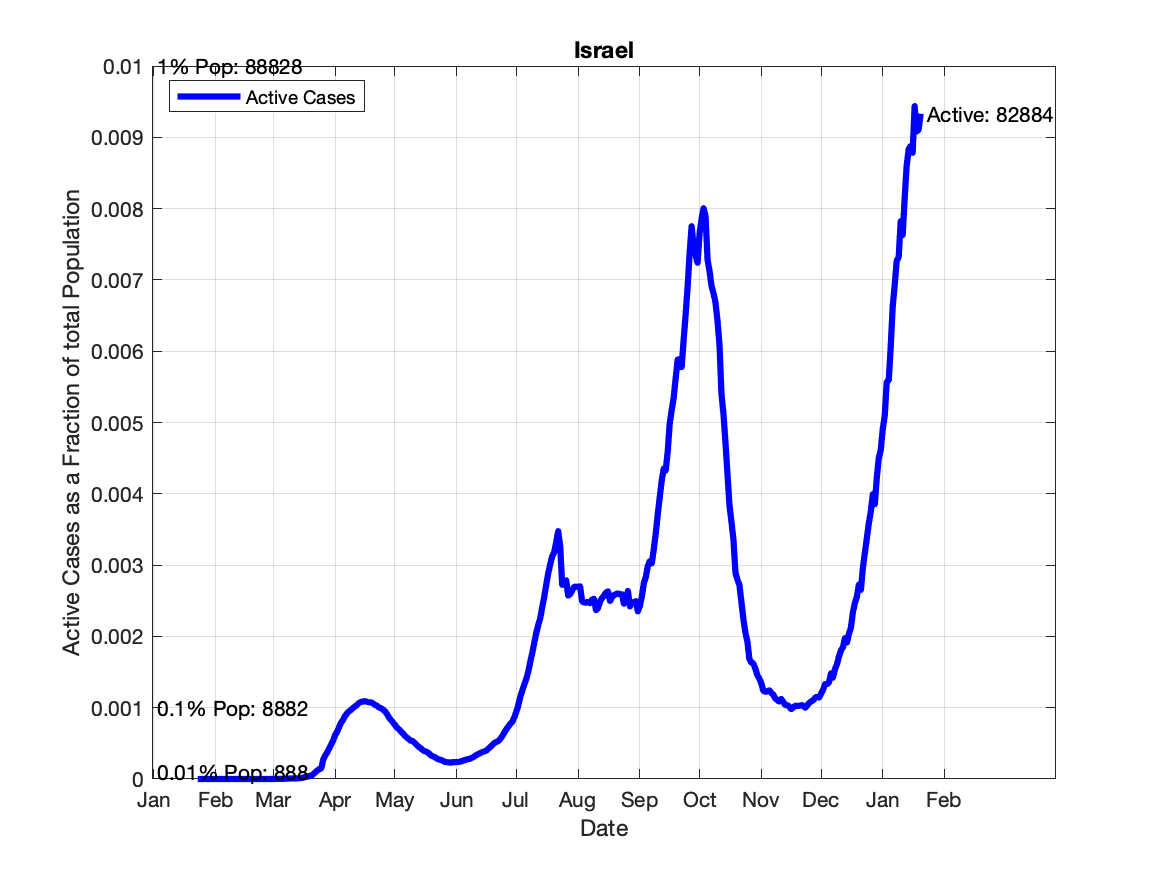 Israel
0.01
1% Pop: 88828
Active Cases
0.009
Active: 82884
0.008
0.007
0.006
0.005
0.004
0.003
0.002
0.001
0.1% Pop: 8882
0
0.01% Pop: 888
Active Cases as a Fraction of total Population
Jan Feb Mar Apr May Jun Jul Aug Sep Oct Nov Dec Jan Feb
Date